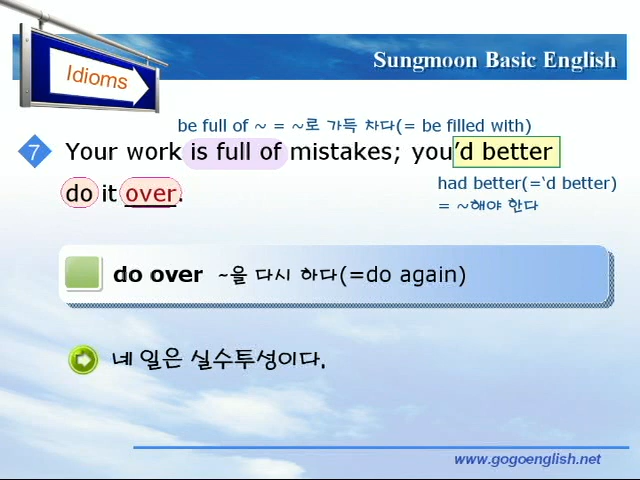 Idioms
Sungmoon Basic English
be full of ~ = ~로 가득 차다(= be filled with)
7 Your work is full of mistakes; you'd better
do it over.
had better(='d better)
= ~해야 한다
do over ~을 다시 하다(=do again)
네 일은 실수투성이다.
www.gogoenglish.net